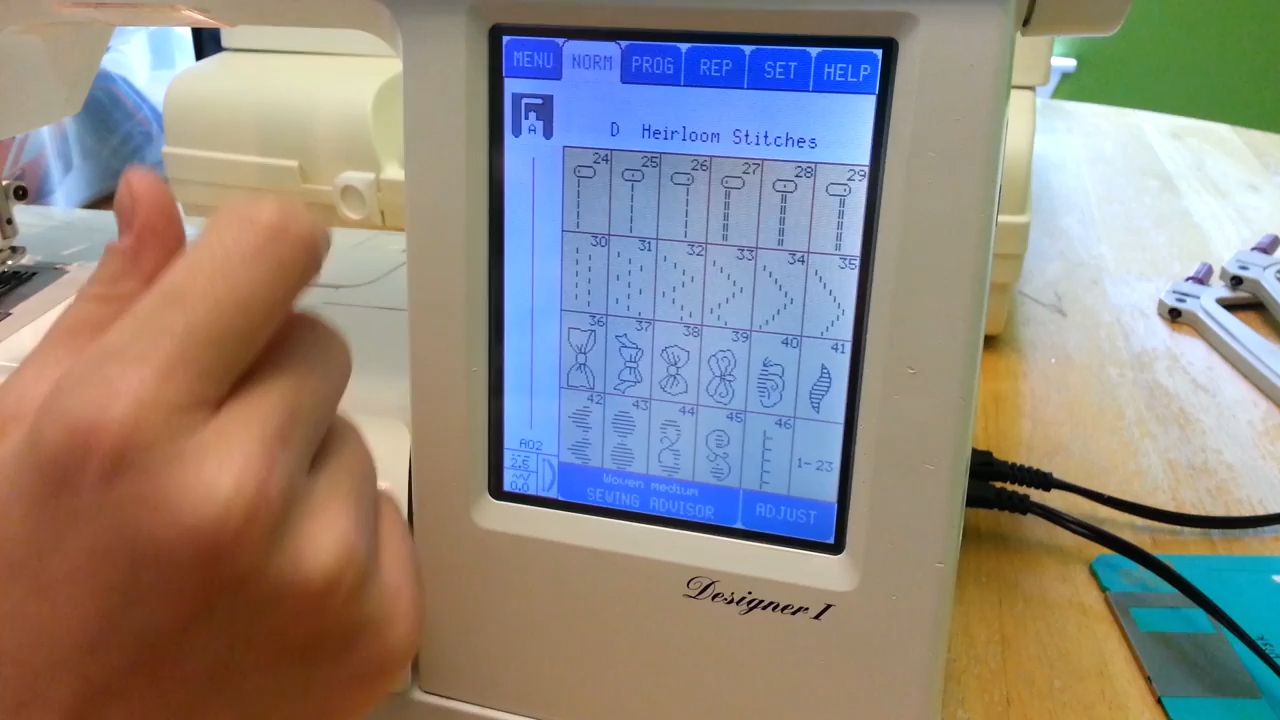 MENU NORM PROG REP SET HELP
A
D Heirloom Stitches
24 25 26 27 28 29
30 31 32 33 34 35
36 37 38 39 40 41
42 43 44 45 46 1-23
A02
2.5
0.0
Woven Medium
SEWING ADVISOR
ADJUST
Designer I